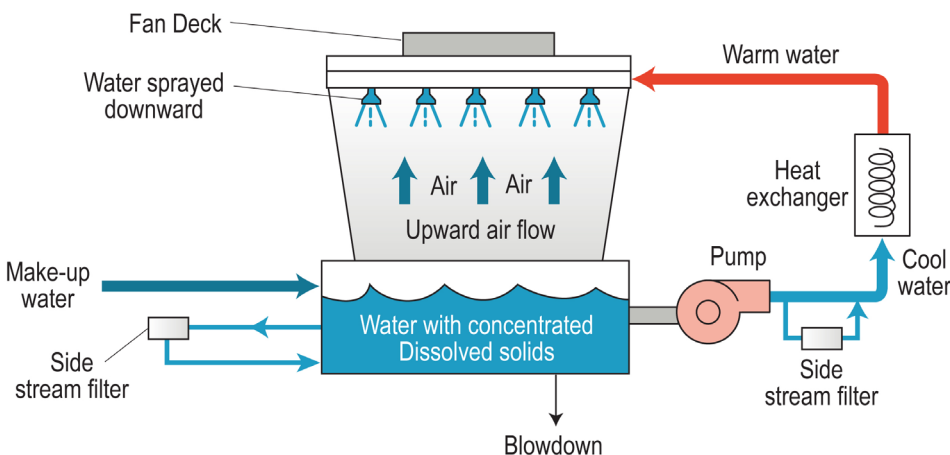 Fan Deck
Water sprayed
downward
Warm water
Air
Air
Upward air flow
Heat
exchanger
Make-up
water
Pump
Cool
water
Water with concentrated
Dissolved solids
Side
stream filter
Side
stream filter
Blowdown